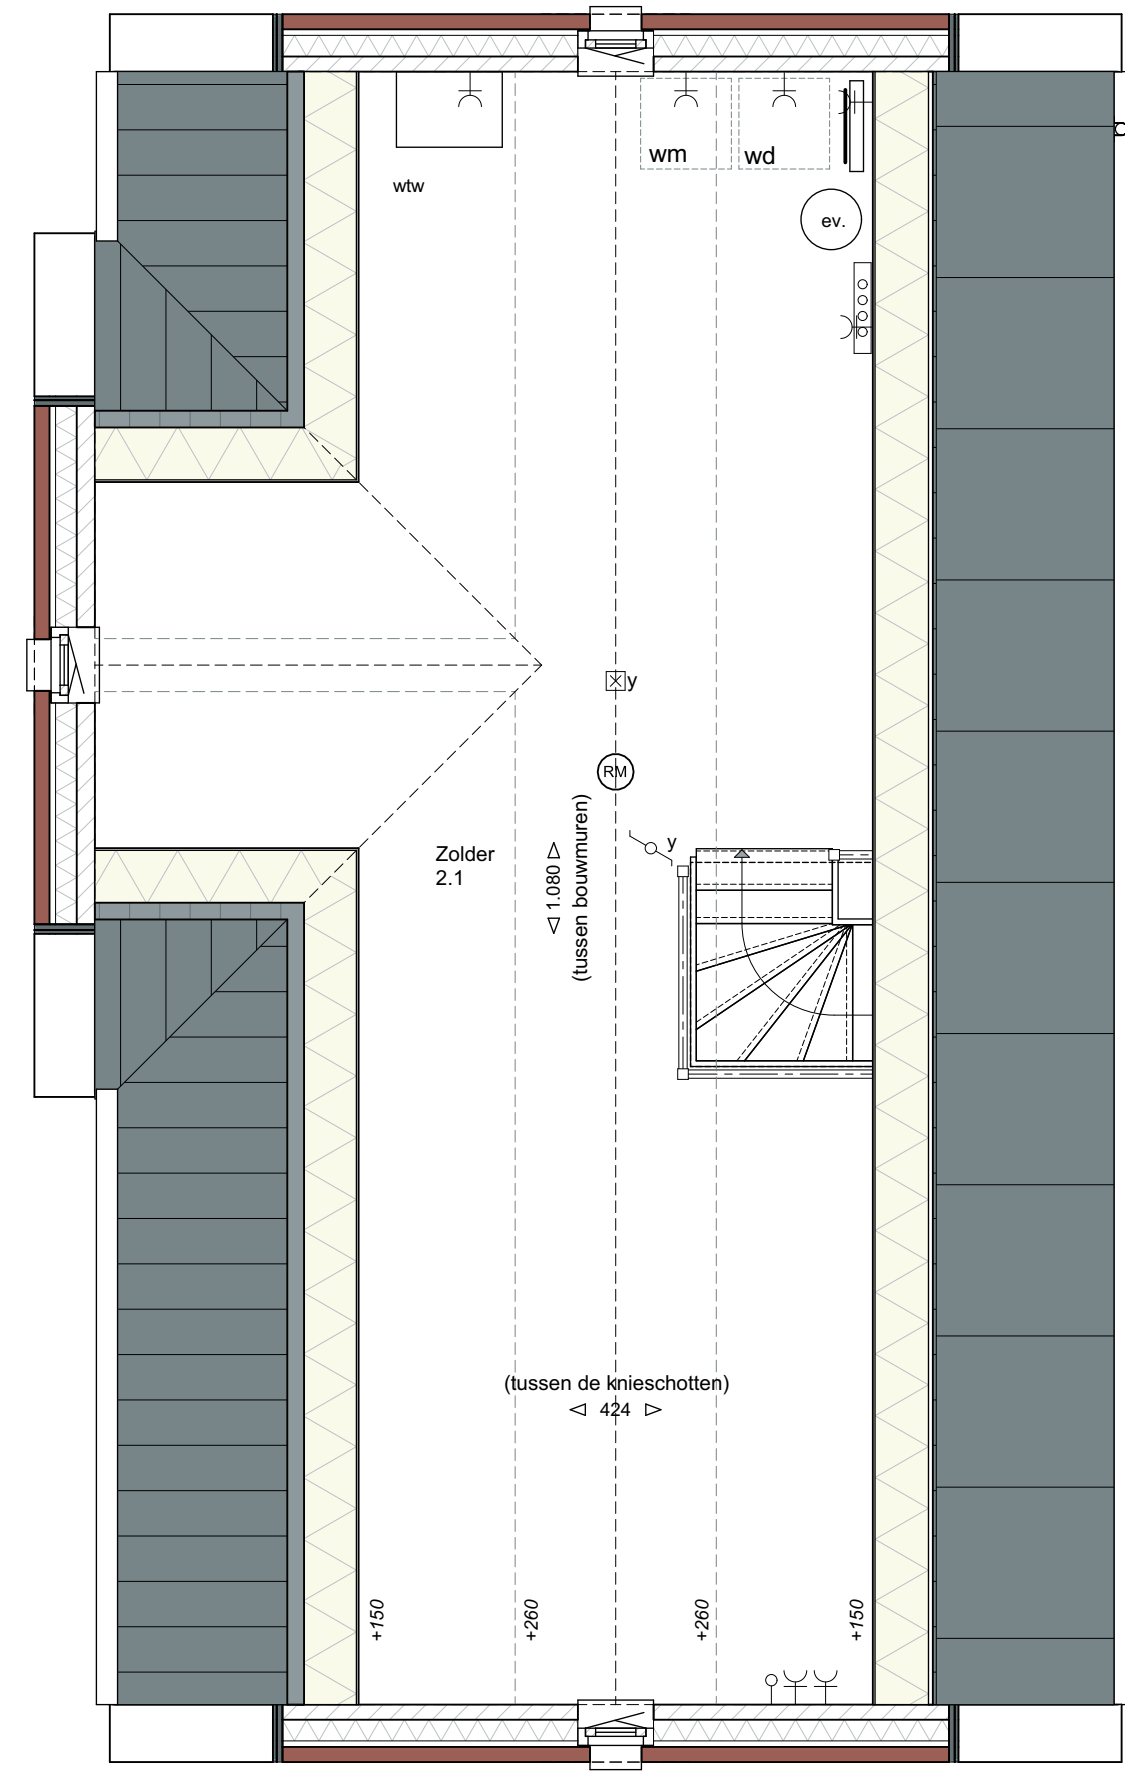 wm
wd
wtw
ev.
y
RM
y
Zolder
2.1
1.080
(tussen bouwmuren)
(tussen de knieschotten)
424
+150
+260
+260
+150